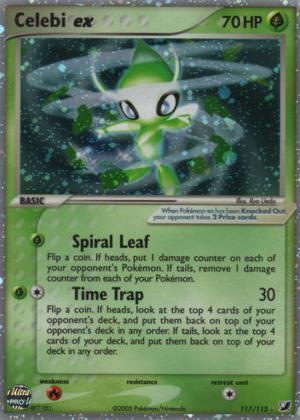 Celebi ex 70 HP
BASIC
Illus. Ryo Ueda
When Pokémon-ex has been Knocked Out
your opponent takes 2 Prize cards.
Spiral Leaf
Flip a coin. If heads, put 1 damage counter on each of
your opponent's Pokémon. If tails, remove 1 damage
counter from each of your Pokémon.
Time Trap 30
Flip a coin. If heads, look at the top 4 cards of
your opponent's deck, and put them back on top of your
opponent's deck in any order. If tails, look at the top 4
cards of your deck and put them back on top of your
deck in any order.
weakness resistance retreat cost
Ultra
PRO
©2005 Pokémon/Nintendo
117/115